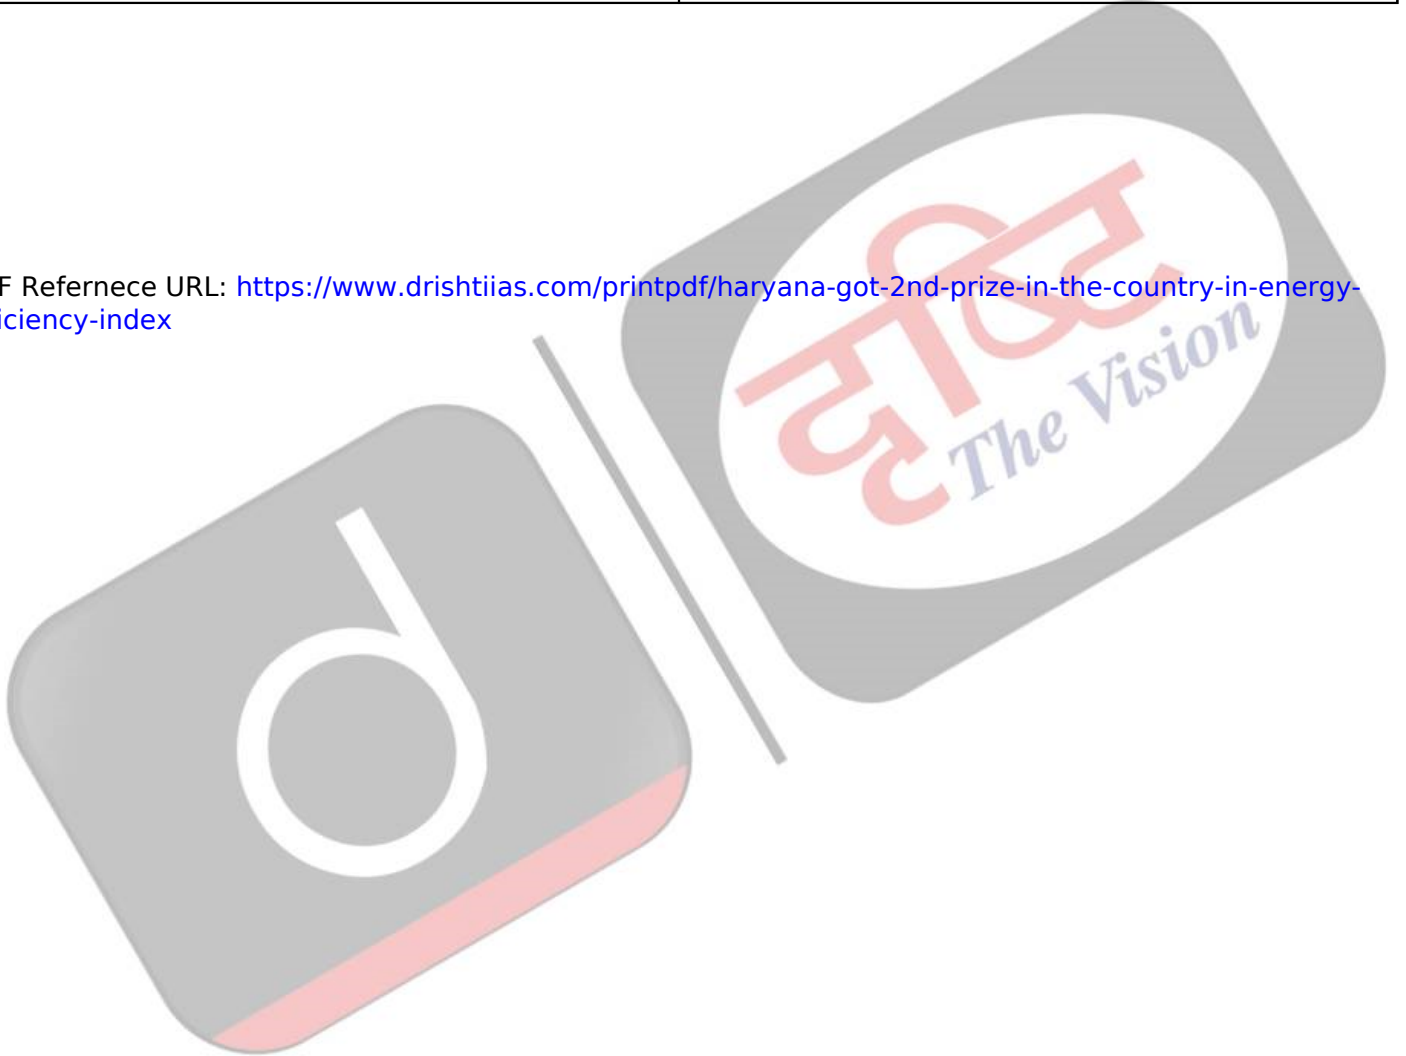 F Refernece URL: https://www.drishtiias.com/printpdf/haryana-got-2nd-prize-in-the-country-in-energy-
iciency-index
दृष्टि
The Vision
d